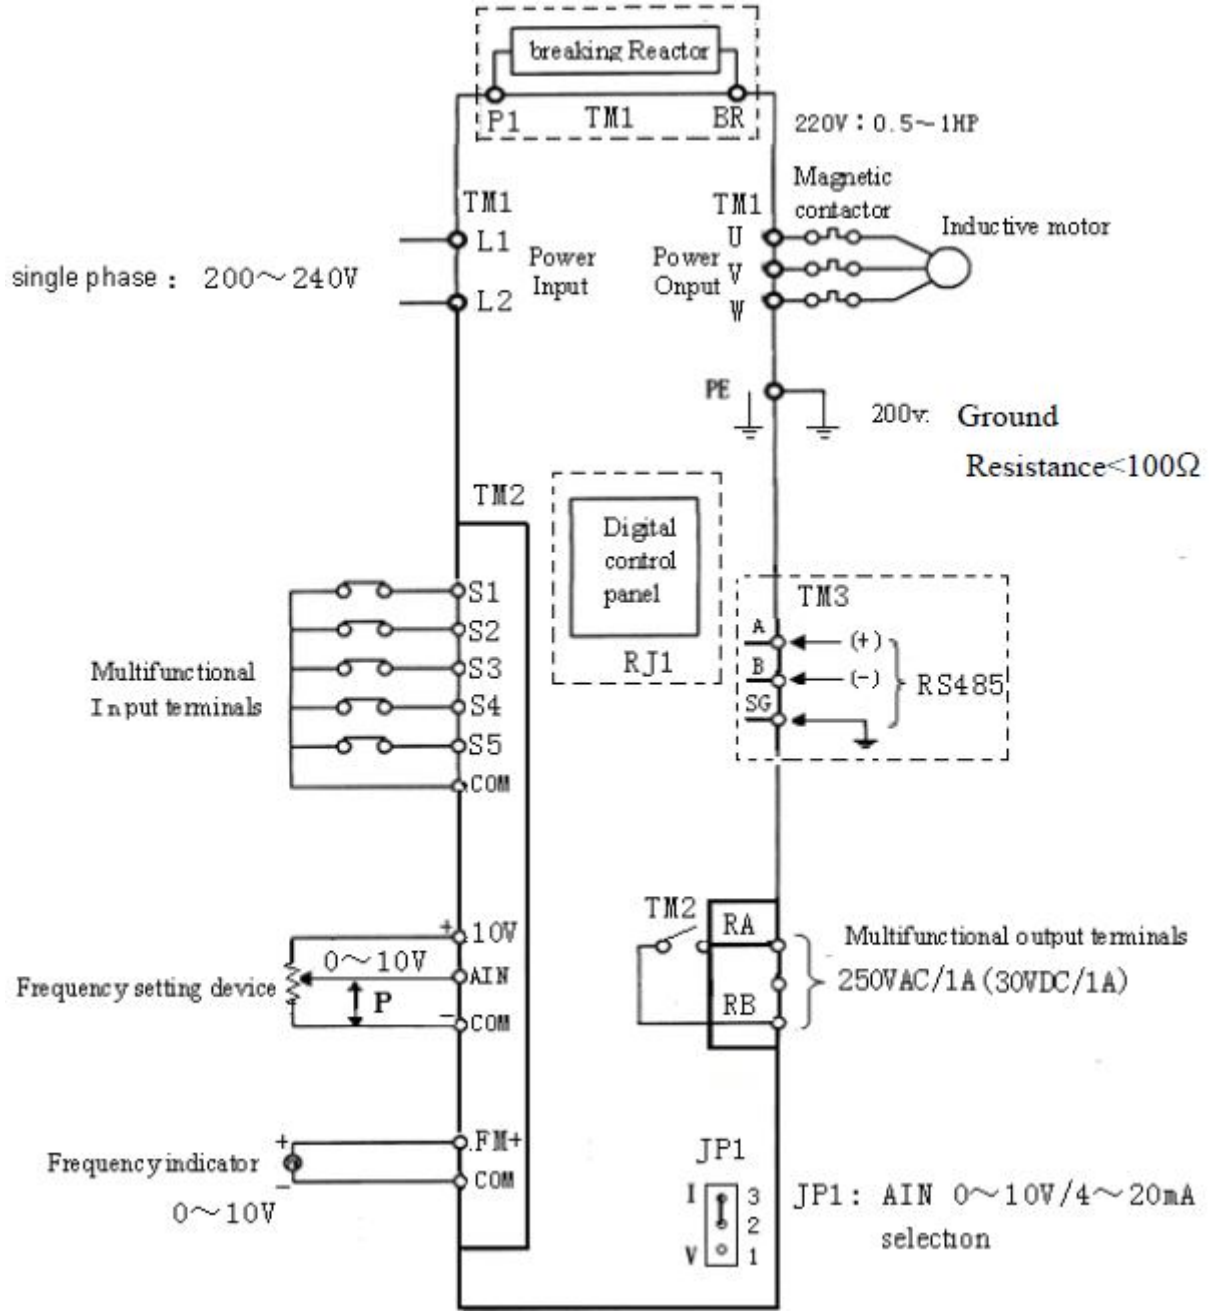 breaking Reactor
P1 TM1 BR
220V：0.5～1HP
TM1
L1
Power
Input
L2
single phase： 200～240V
TM1
U
Power
Onput
V
W
Magnetic
contactor
Inductive motor
PE
200v: Ground
Resistance<100Ω
TM2
Digital
control
panel
RJ1
TM3
A (+)
B (-)
SG
RS485
S1
S2
S3
S4
S5
COM
Multifunctional
Input terminals
+ 10V
0～10V
AIN
P
- COM
Frequency setting device
TM2
RA
RB
Multifunctional output terminals
250VAC/1A(30VDC/1A)
+ FM+
- COM
Frequency indicator
0～10V
JP1
I 3
2
V 1
JP1: AIN 0～10V/4～20mA
selection